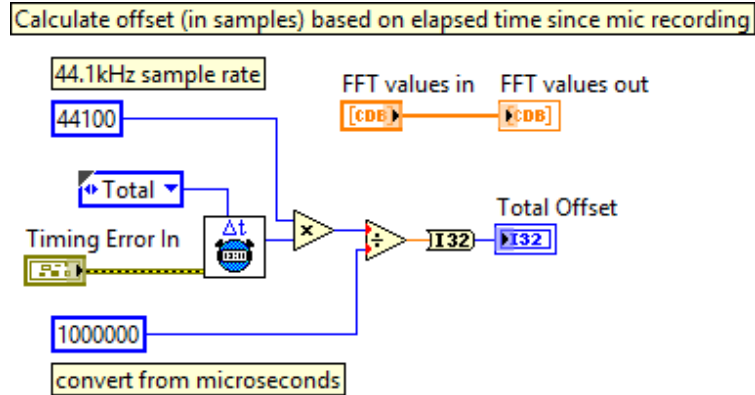 Calculate offset (in samples) based on elapsed time since mic recording
44.1kHz sample rate
44100
FFT values in
FFT values out
[CDB]
[CDB]
Total
Δt
Timing Error In
×
÷
I32
Total Offset
I32
1000000
convert from microseconds